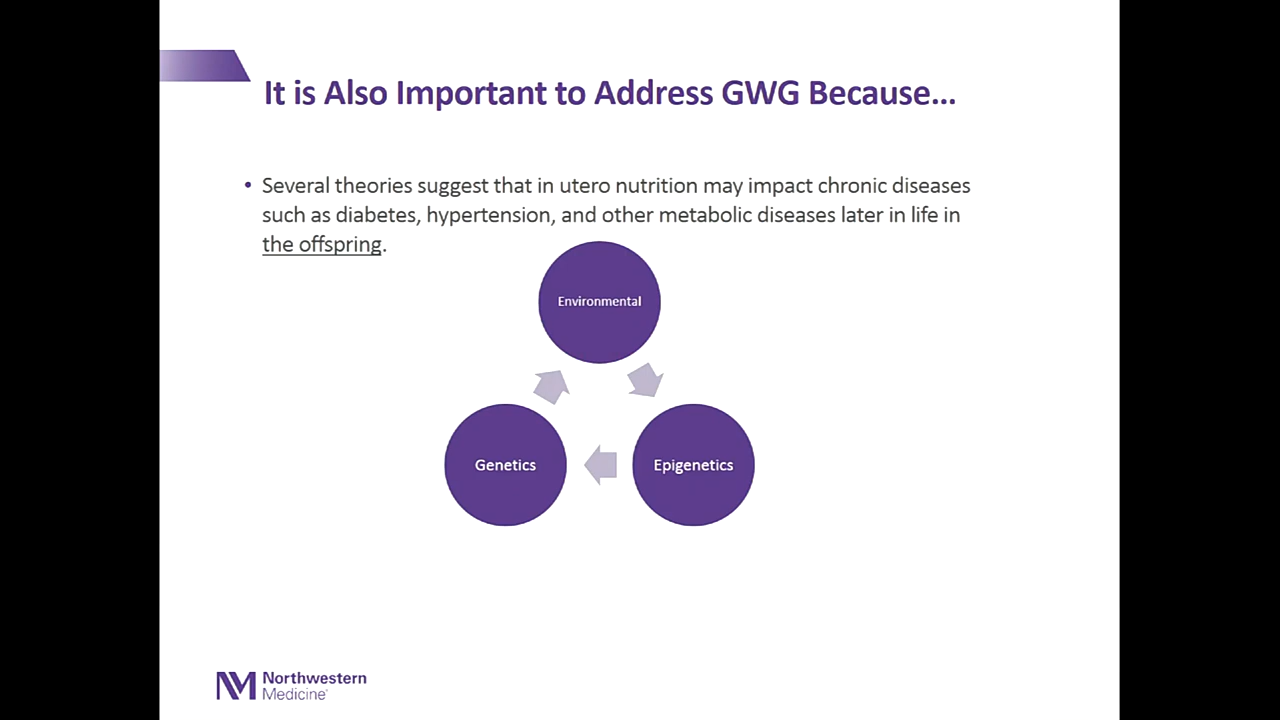 It is Also Important to Address GWG Because...
• Several theories suggest that in utero nutrition may impact chronic diseases
such as diabetes, hypertension, and other metabolic diseases later in life in
the offspring.
Environmental
Genetics
Epigenetics
NM Northwestern
Medicine